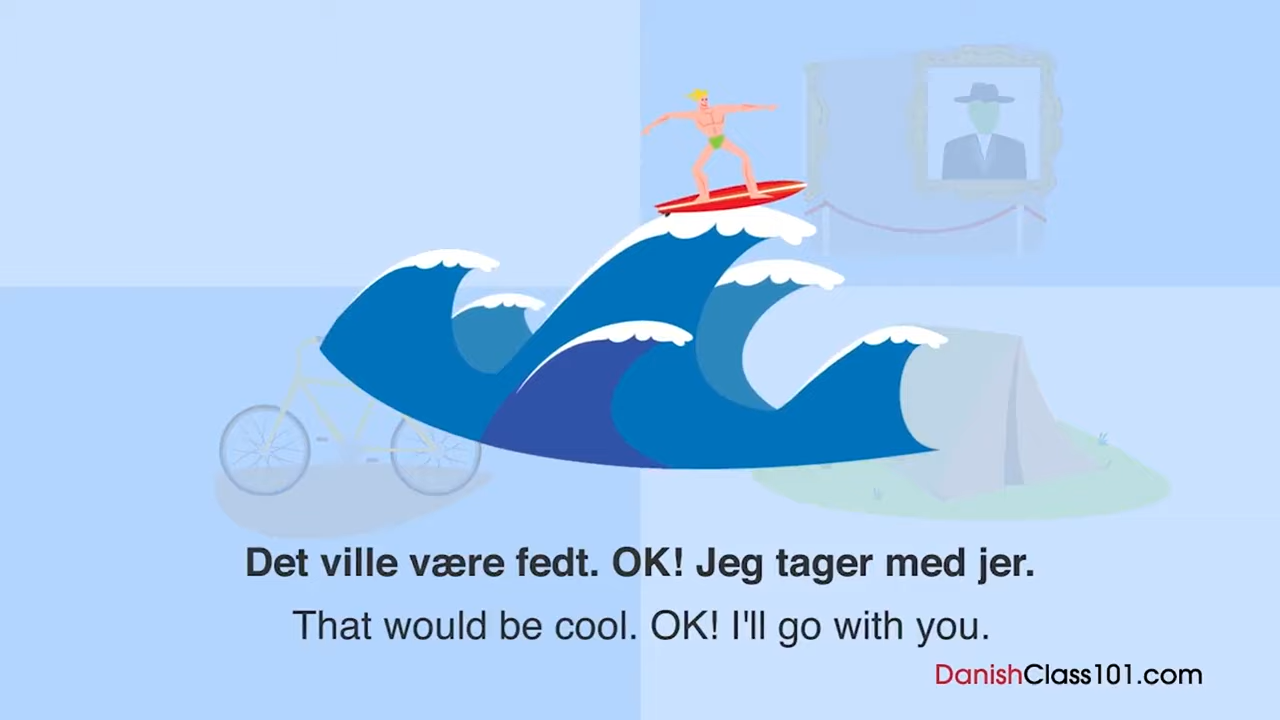 Det ville være fedt. OK! Jeg tager med jer.
That would be cool. OK! I'll go with you.
DanishClass101.com